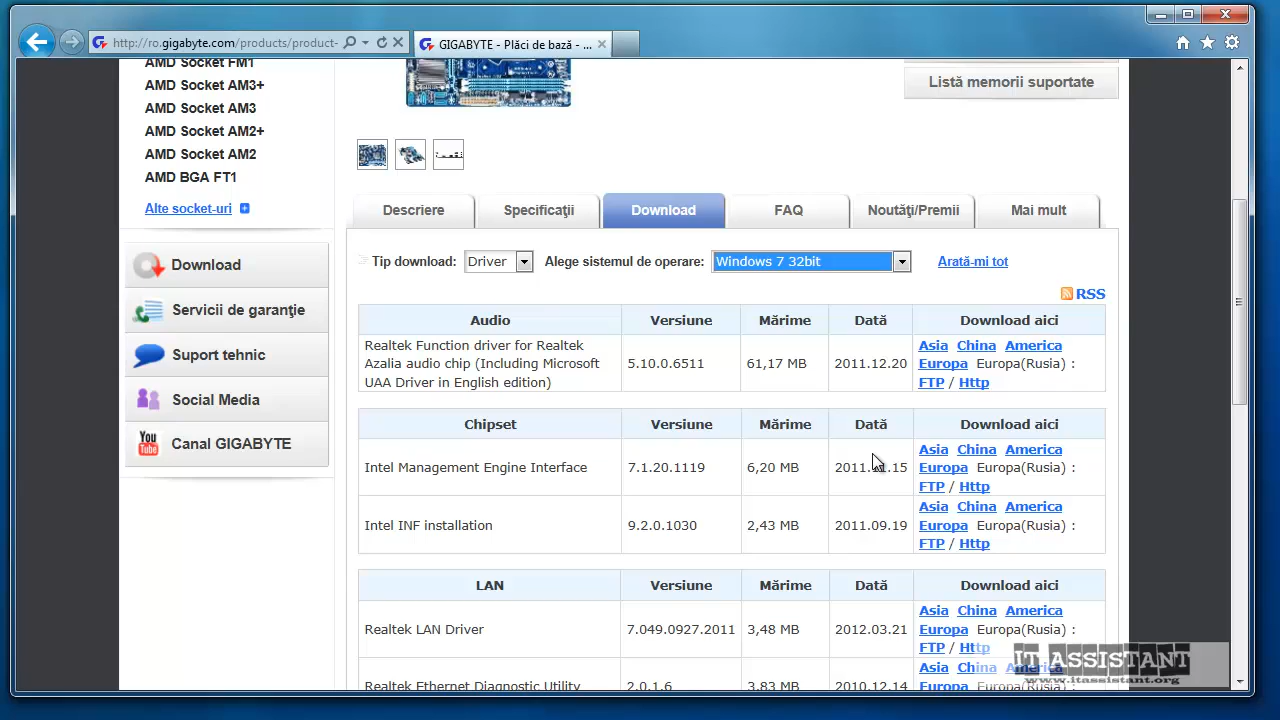 http://ro.gigabyte.com/products/product-
GIGABYTE - Plăci de bază - ...
AMD Socket FM1
AMD Socket AM3+
AMD Socket AM3
AMD Socket AM2+
AMD Socket AM2
AMD BGA FT1
Alte socket-uri
Download
Servicii de garanţie
Suport tehnic
Social Media
You Tube Canal GIGABYTE
Listă memorii suportate
Descriere Specificaţii Download FAQ Noutăţi/Premii Mai mult
Tip download: Driver Alege sistemul de operare: Windows 7 32bit Arată-mi tot
RSS
Audio Versiune Mărime Dată Download aici
Realtek Function driver for Realtek
Azalia audio chip (Including Microsoft
UAA Driver in English edition)
5.10.0.6511 61,17 MB 2011.12.20
Asia China America
Europa Europa(Rusia) :
FTP / Http
Chipset Versiune Mărime Dată Download aici
Intel Management Engine Interface 7.1.20.1119 6,20 MB
Asia China America
Europa Europa(Rusia) :
FTP / Http
Intel INF installation 9.2.0.1030 2,43 MB 2011.09.19
Asia China America
Europa Europa(Rusia) :
FTP / Http
LAN Versiune Mărime Dată Download aici
Realtek LAN Driver 7.049.0927.2011 3,48 MB 2012.03.21
Asia China America
Europa Europa(Rusia) :
FTP / Http
Realtek Ethernet Diagnostic Utility 2.0.1.6 3,83 MB 2010.12.14
Asia China America
Europa Europa(Rusia) :
IT ASSISTANT
www.itassistant.org